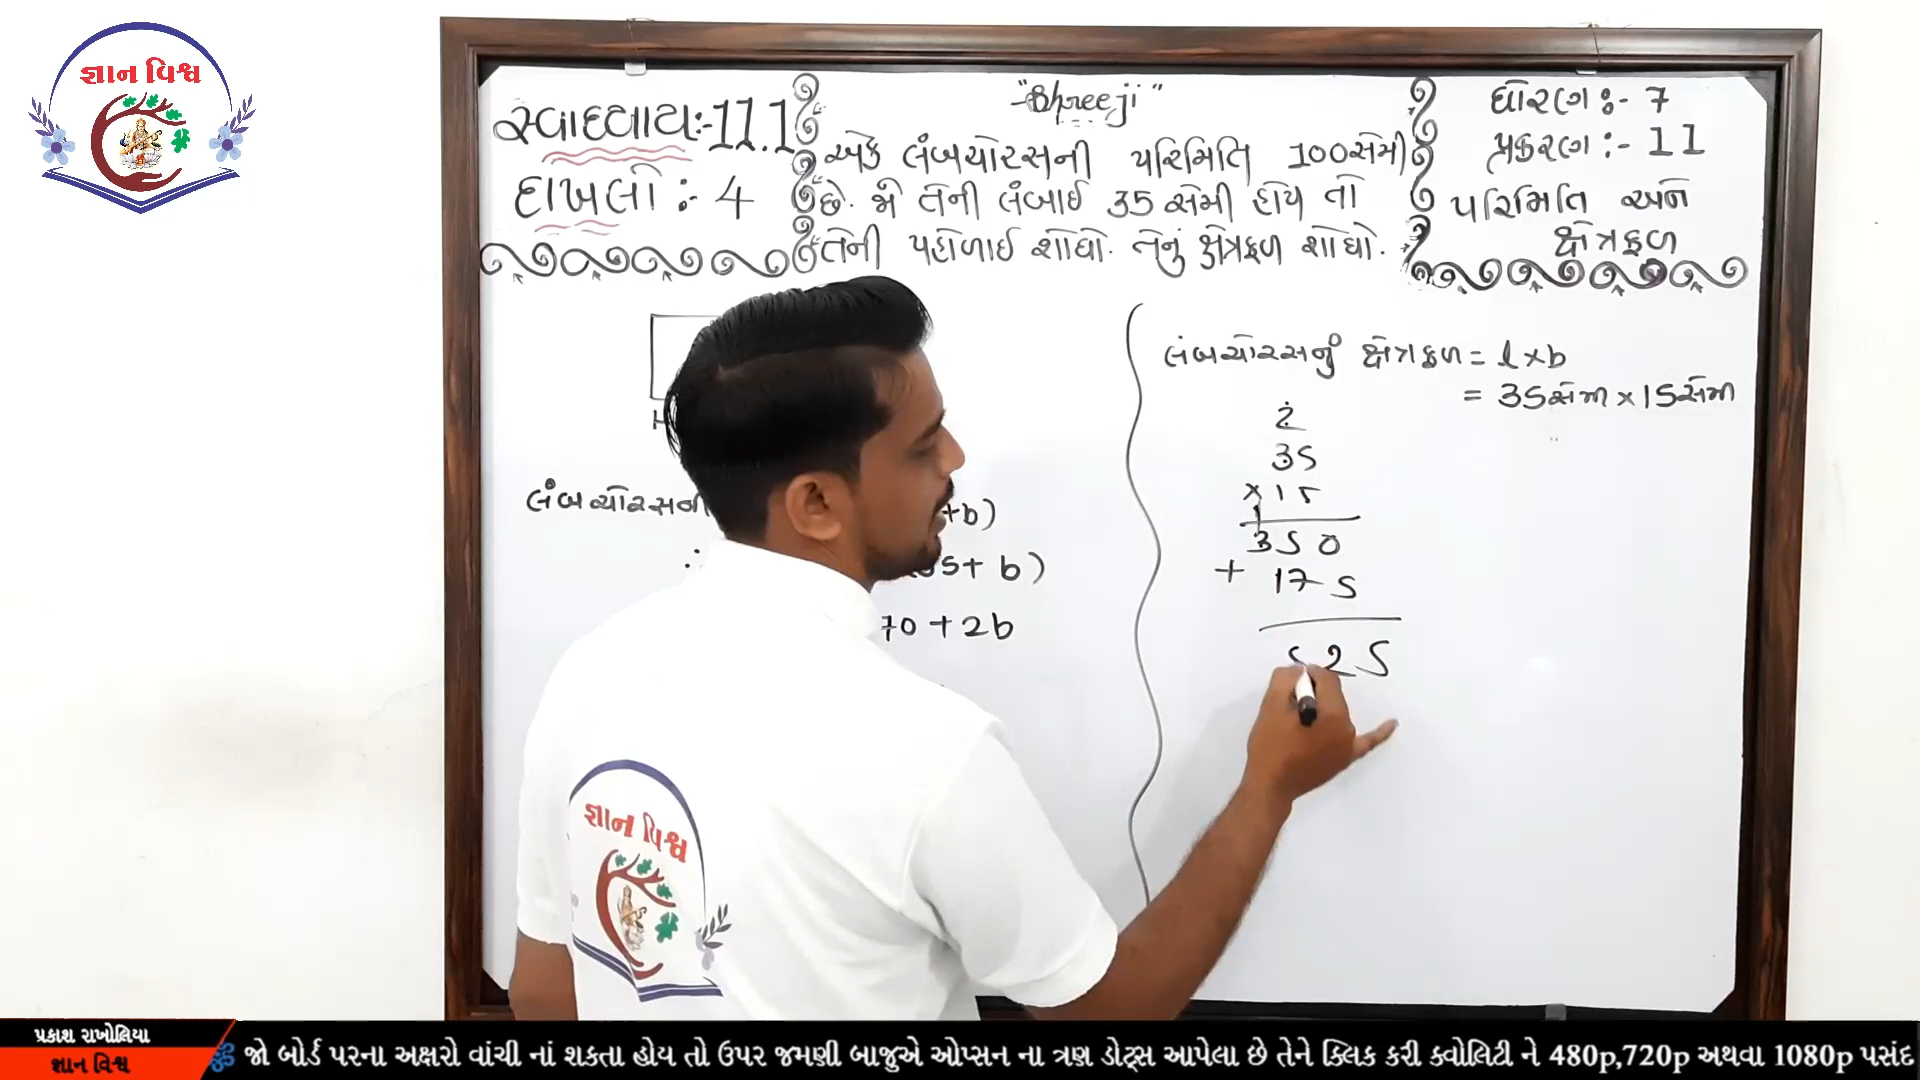 જ્ઞાન વિશ્વ
"Shreeji"
સ્વાધ્યાય:-11.1
દાખલો :- 4
એક લંબચોરસની પરિમિતિ 100સેમી
છે. જો તેની લંબાઈ 35 સેમી હોય તો
તેની પહોળાઈ શોધો. તેનું ક્ષેત્રફળ શોધો.
ધોરણ :- 7
પ્રકરણ :- 11
પરિમિતિ અને
ક્ષેત્રફળ
લંબચોરસની
+b)
∴
35+ b)
70 + 2b
લંબચોરસનું ક્ષેત્રફળ = l × b
= 35સેમી × 15સેમી
2
35
× 15
1
350
+ 175
525
જ્ઞાન વિશ્વ
પ્રકાશ રાખોલિયા
જ્ઞાન વિશ્વ
ૐ જો બોર્ડ પરના અક્ષરો વાંચી નાં શકતા હોય તો ઉપર જમણી બાજુએ ઓપ્સન ના ત્રણ ડોટ્સ આપેલા છે તેને ક્લિક કરી ક્વોલિટી ને 480p,720p અથવા 1080p પસંદ